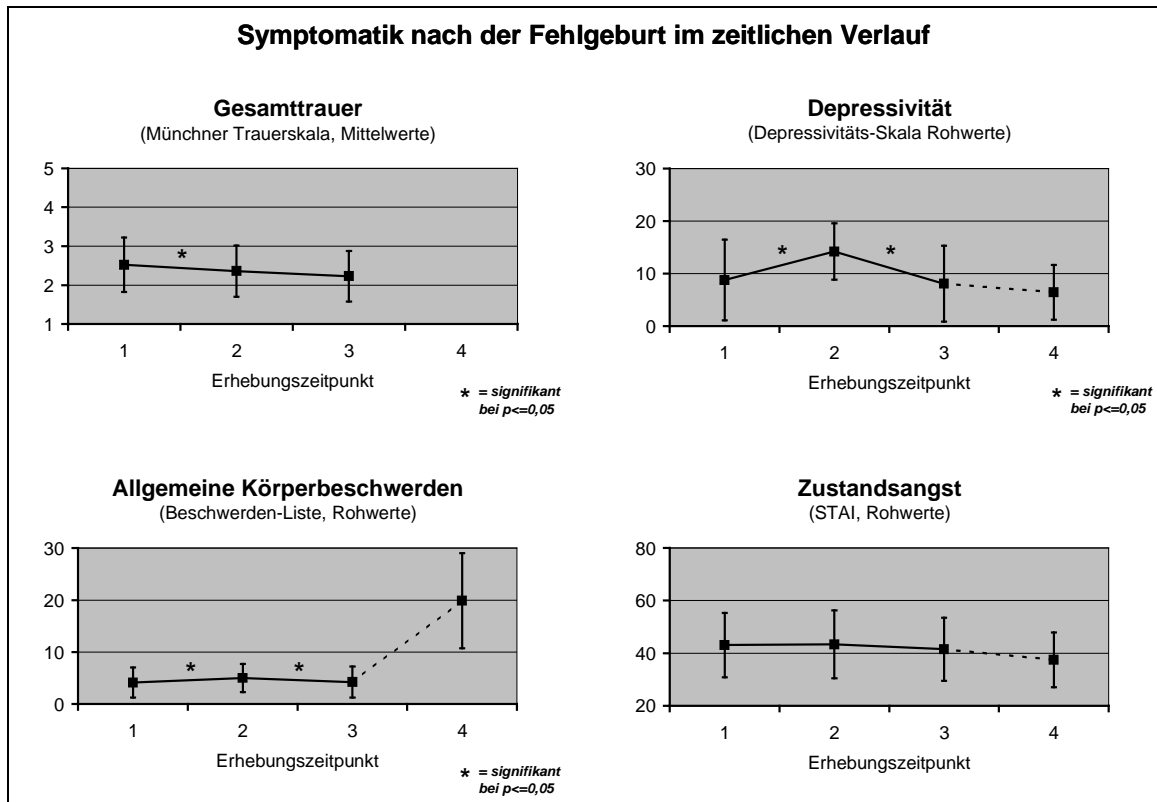 Symptomatik nach der Fehlgeburt im zeitlichen Verlauf
Gesamttrauer
(Münchner Trauerskala, Mittelwerte)
5
4
3
2
1
*
1 2 3 4
Erhebungszeitpunkt
* = signifikant
bei p<=0,05
Depressivität
(Depressivitäts-Skala Rohwerte)
30
20
10
0
* *
1 2 3 4
Erhebungszeitpunkt
* = signifikant
bei p<=0,05
Allgemeine Körperbeschwerden
(Beschwerden-Liste, Rohwerte)
30
20
10
0
* *
1 2 3 4
Erhebungszeitpunkt
* = signifikant
bei p<=0,05
Zustandsangst
(STAI, Rohwerte)
80
60
40
20
1 2 3 4
Erhebungszeitpunkt